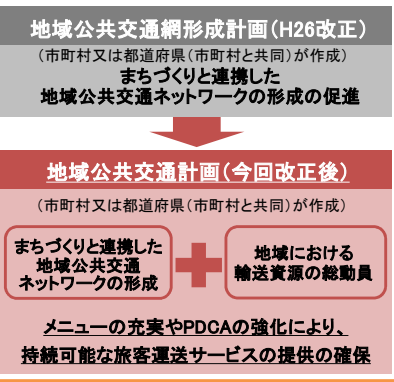 地域公共交通網形成計画(H26改正)
(市町村又は都道府県(市町村と共同)が作成)
まちづくりと連携した
地域公共交通ネットワークの形成の促進
地域公共交通計画(今回改正後)
(市町村又は都道府県(市町村と共同)が作成)
まちづくりと連携した
地域公共交通
ネットワークの形成
地域における
輸送資源の総動員
メニューの充実やPDCAの強化により、
持続可能な旅客運送サービスの提供の確保